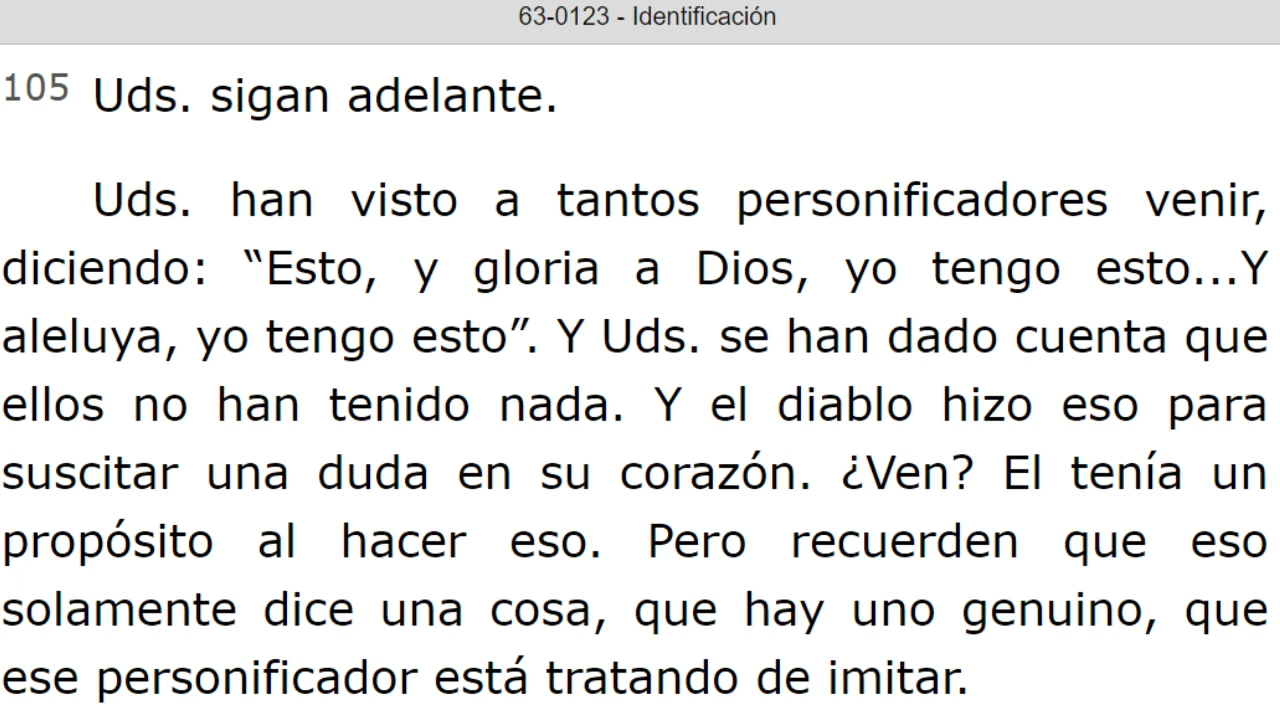 63-0123 - Identificación
105 Uds. sigan adelante.
Uds. han visto a tantos personificadores venir,
diciendo: “Esto, y gloria a Dios, yo tengo esto...Y
aleluya, yo tengo esto”. Y Uds. se han dado cuenta que
ellos no han tenido nada. Y el diablo hizo eso para
suscitar una duda en su corazón. ¿Ven? El tenía un
propósito al hacer eso. Pero recuerden que eso
solamente dice una cosa, que hay uno genuino, que
ese personificador está tratando de imitar.